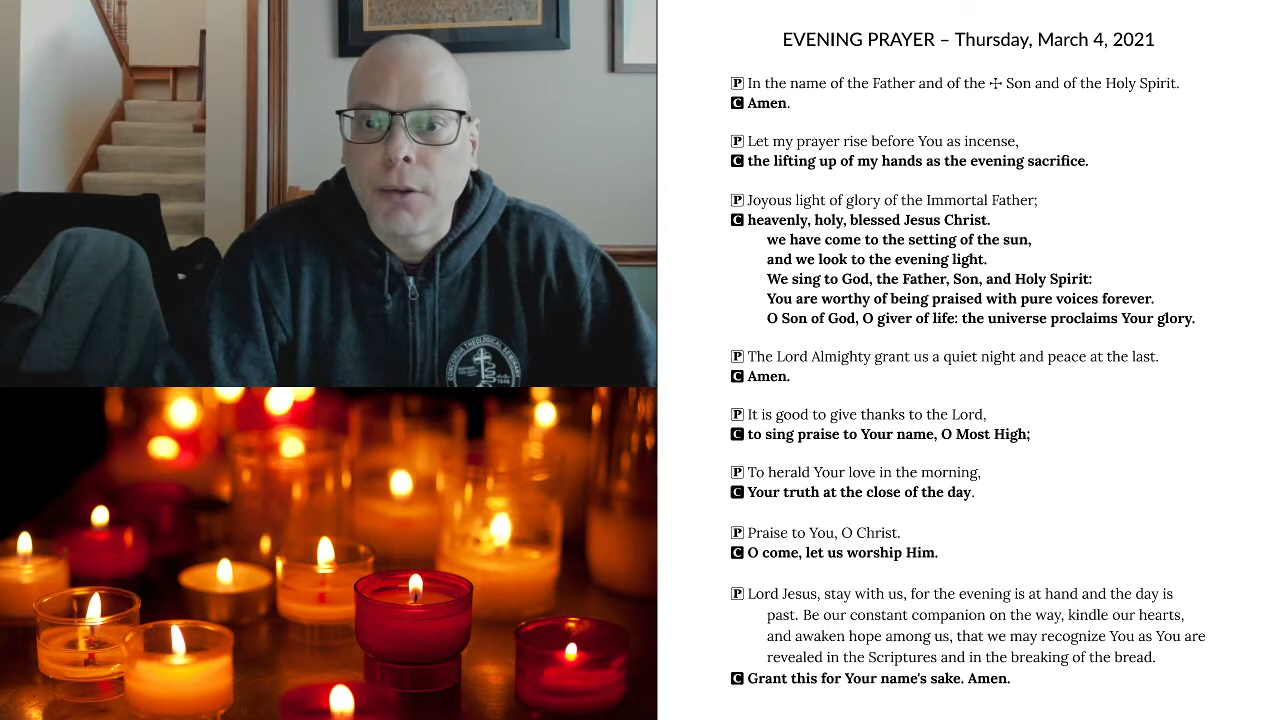 EVENING PRAYER – Thursday, March 4, 2021
P In the name of the Father and of the ☩ Son and of the Holy Spirit.
C Amen.
P Let my prayer rise before You as incense,
C the lifting up of my hands as the evening sacrifice.
P Joyous light of glory of the Immortal Father;
C heavenly, holy, blessed Jesus Christ.
we have come to the setting of the sun,
and we look to the evening light.
We sing to God, the Father, Son, and Holy Spirit:
You are worthy of being praised with pure voices forever.
O Son of God, O giver of life: the universe proclaims Your glory.
P The Lord Almighty grant us a quiet night and peace at the last.
C Amen.
P It is good to give thanks to the Lord,
C to sing praise to Your name, O Most High;
P To herald Your love in the morning,
C Your truth at the close of the day.
P Praise to You, O Christ.
C O come, let us worship Him.
P Lord Jesus, stay with us, for the evening is at hand and the day is
past. Be our constant companion on the way, kindle our hearts,
and awaken hope among us, that we may recognize You as You are
revealed in the Scriptures and in the breaking of the bread.
C Grant this for Your name's sake. Amen.
CONCORDIA THEOLOGICAL SEMINARY